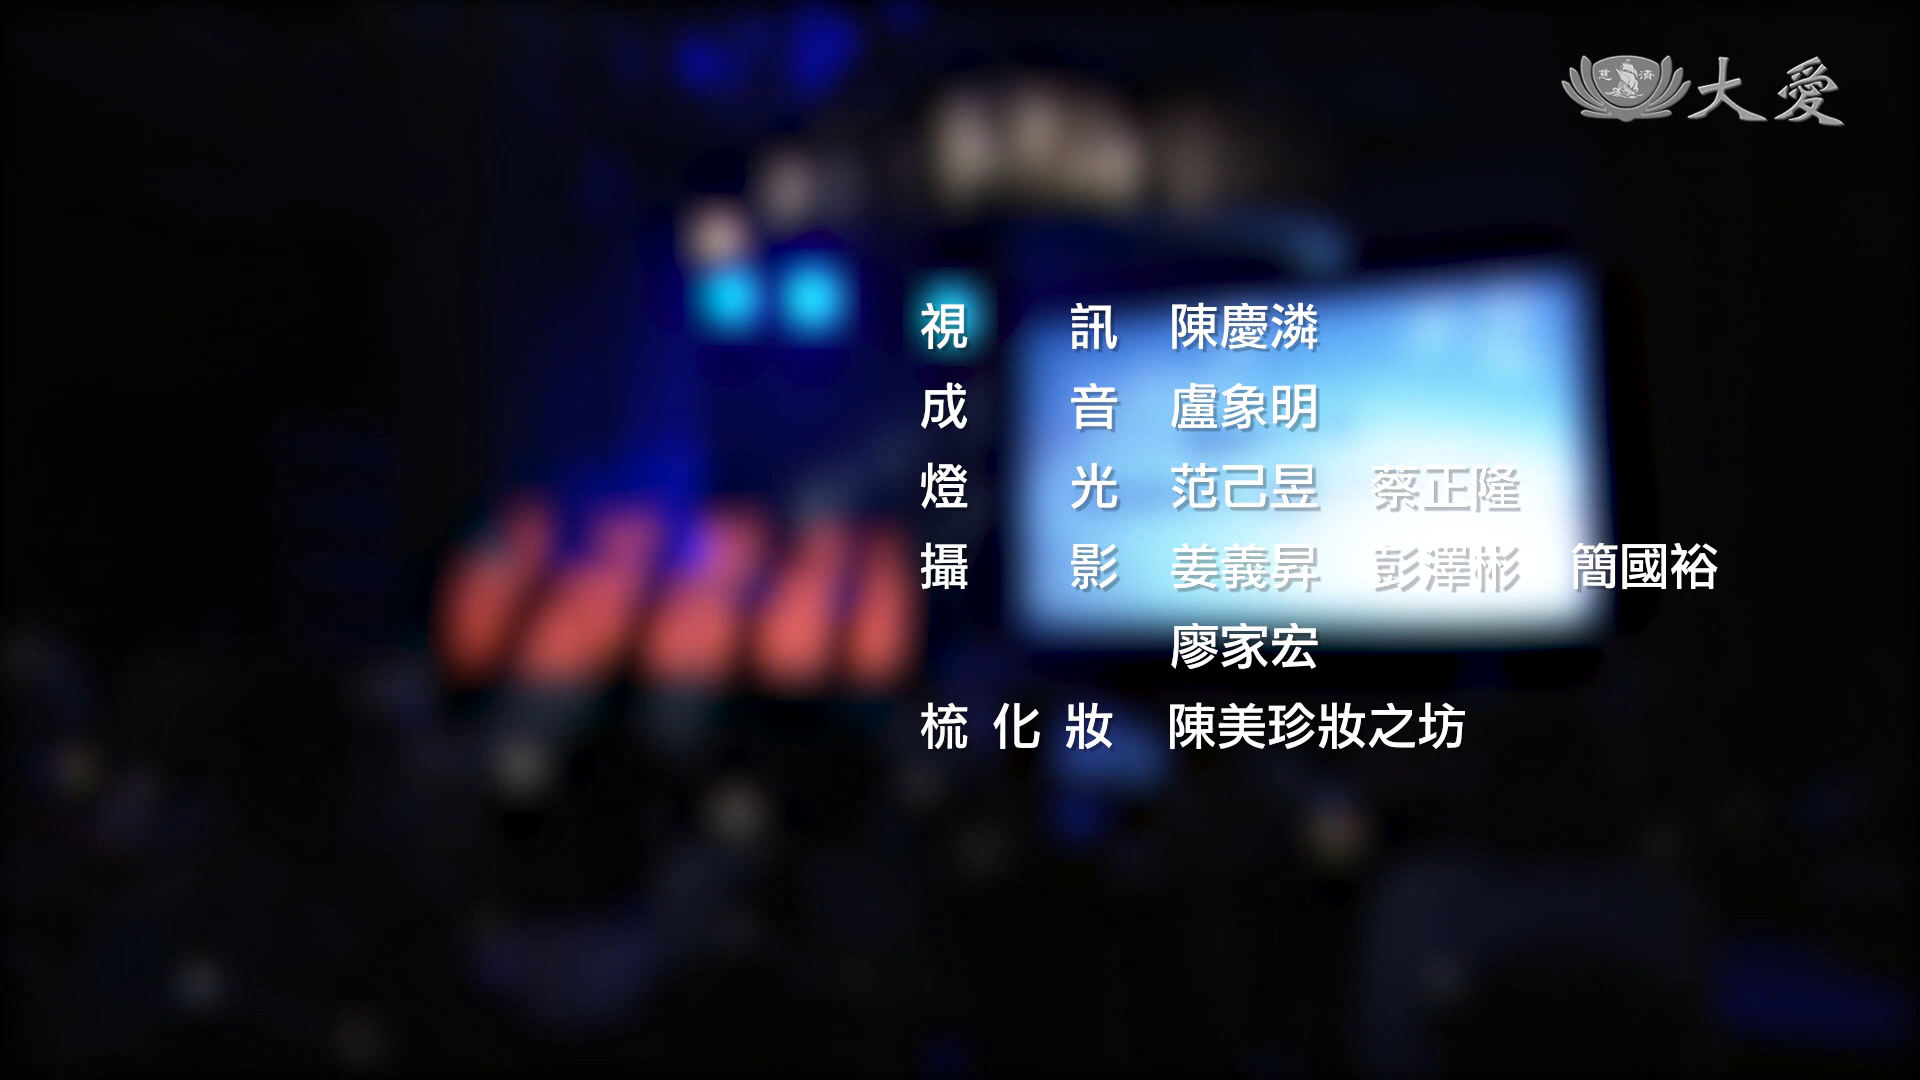 慈濟 大愛
視訊 陳慶潾
成音 盧象明
燈光 范己昱 蔡正隆
攝影 姜義昇 彭澤彬 簡國裕
廖家宏
梳化妝 陳美珍妝之坊